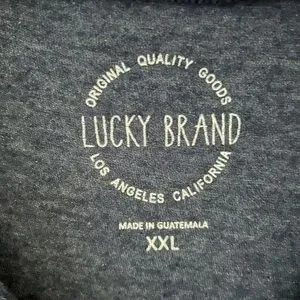 ORIGINAL QUALITY GOODS
LUCKY BRAND
LOS ANGELES CALIFORNIA
MADE IN GUATEMALA
XXL